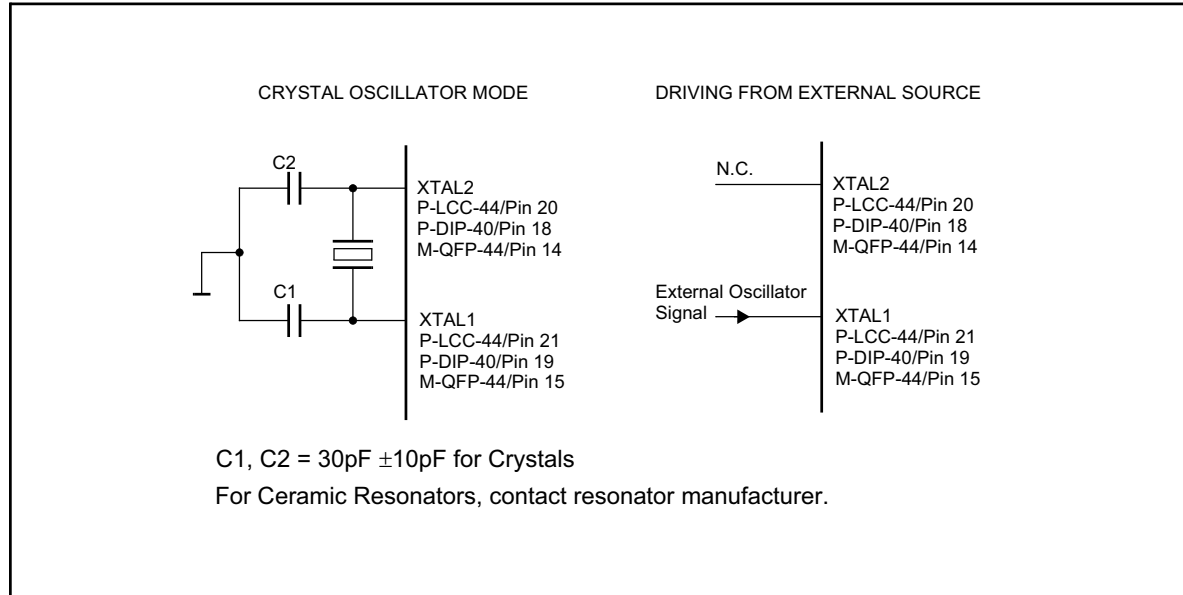 CRYSTAL OSCILLATOR MODE
C2
XTAL2
P-LCC-44/Pin 20
P-DIP-40/Pin 18
M-QFP-44/Pin 14
C1
XTAL1
P-LCC-44/Pin 21
P-DIP-40/Pin 19
M-QFP-44/Pin 15
DRIVING FROM EXTERNAL SOURCE
N.C.
XTAL2
P-LCC-44/Pin 20
P-DIP-40/Pin 18
M-QFP-44/Pin 14
External Oscillator
Signal
XTAL1
P-LCC-44/Pin 21
P-DIP-40/Pin 19
M-QFP-44/Pin 15
C1, C2 = 30pF ±10pF for Crystals
For Ceramic Resonators, contact resonator manufacturer.